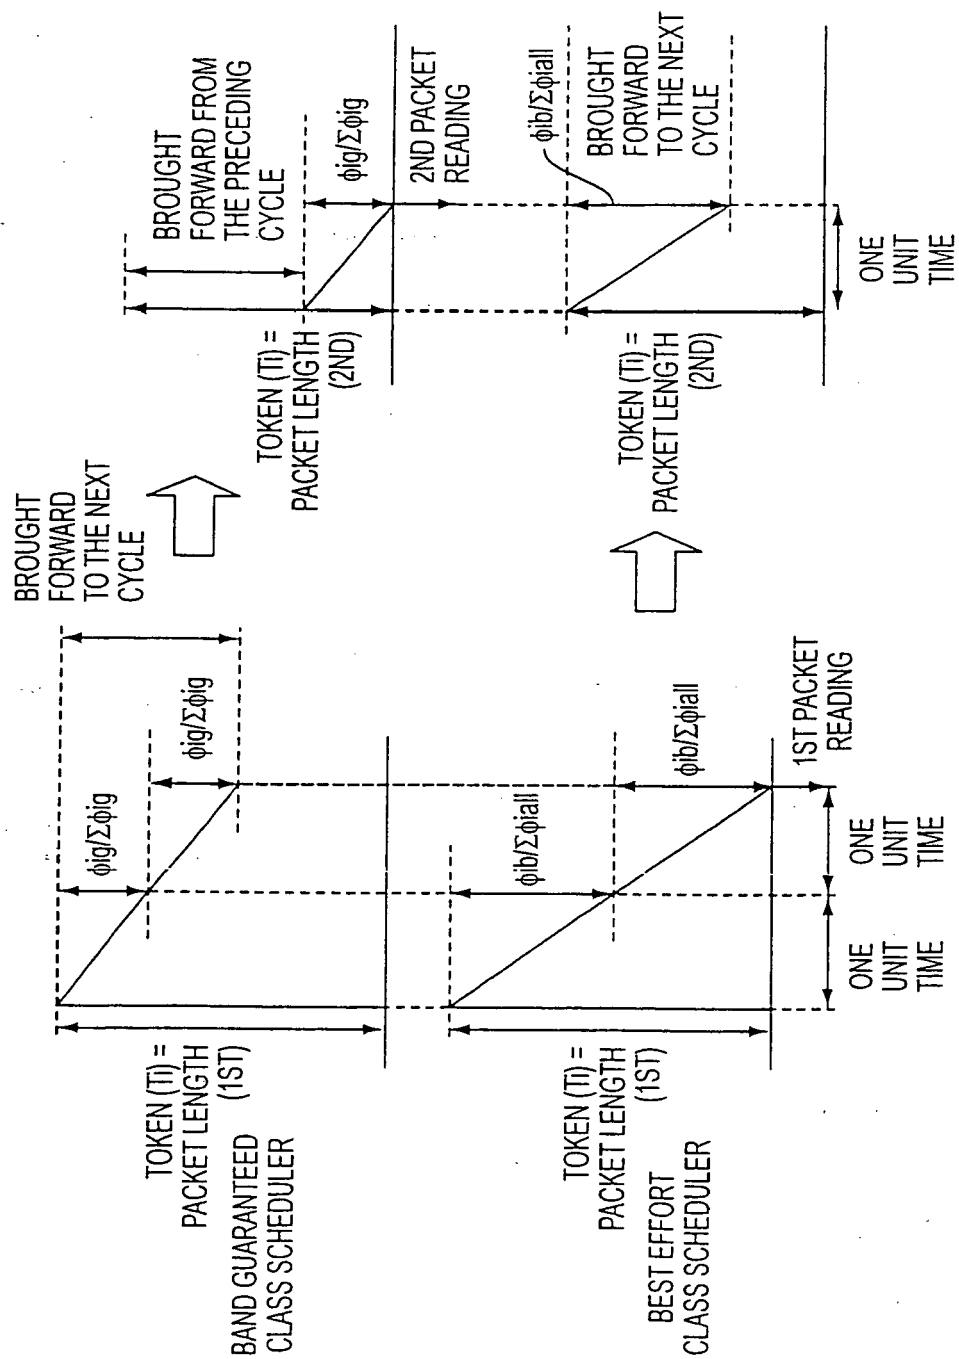 BAND GUARANTEED
CLASS SCHEDULER
TOKEN (Ti) =
PACKET LENGTH
(1ST)
ϕig/Σϕig
ϕig/Σϕig
BROUGHT
FORWARD
TO THE NEXT
CYCLE
TOKEN (Ti) =
PACKET LENGTH
(2ND)
BROUGHT
FORWARD FROM
THE PRECEDING
CYCLE
ϕig/Σϕig
2ND PACKET
READING
BEST EFFORT
CLASS SCHEDULER
TOKEN (Ti) =
PACKET LENGTH
(1ST)
ϕib/Σϕiall
ϕib/Σϕiall
1ST PACKET
READING
ONE
UNIT
TIME
ONE
UNIT
TIME
TOKEN (Ti) =
PACKET LENGTH
(2ND)
ϕib/Σϕiall
BROUGHT
FORWARD
TO THE NEXT
CYCLE
ONE
UNIT
TIME